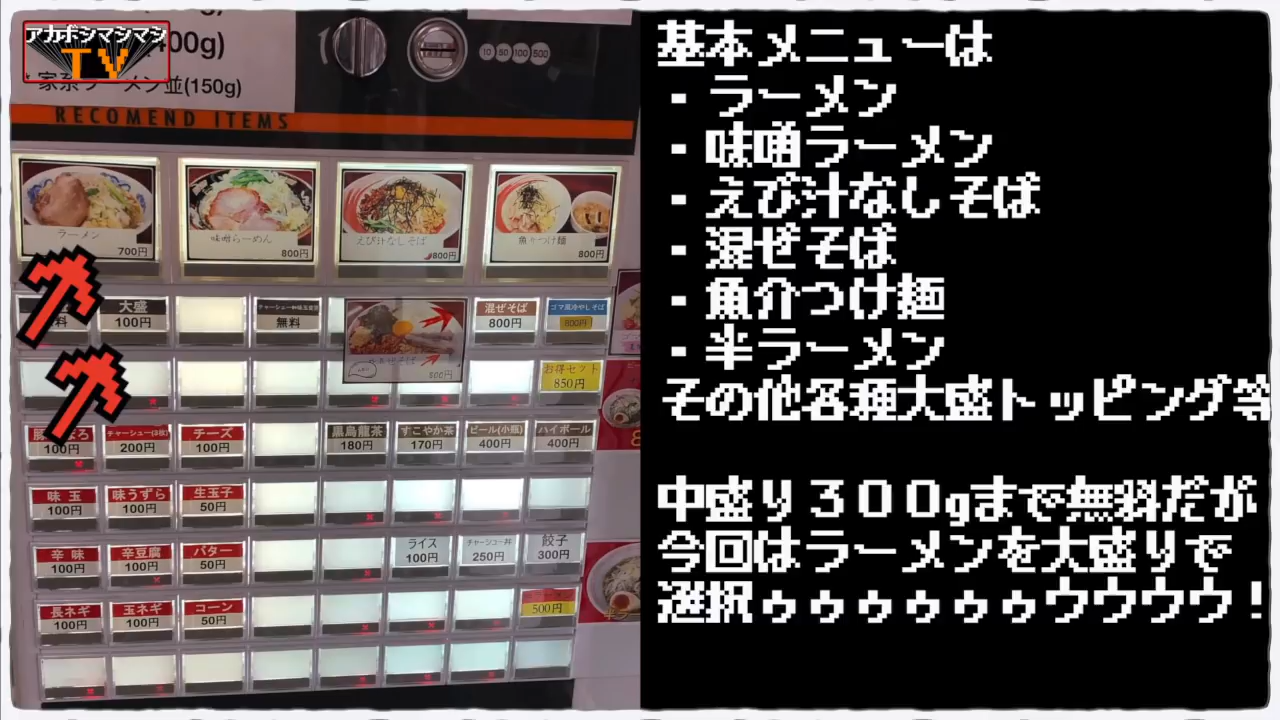 アカボシマシマシ
TV
00g)
家系ラーメン並(150g)
10 50 100 500
RECOMEND ITEMS
ラーメン
700円
味噌らーめん
800円
えび汁なしそば
800円
魚介つけ麺
800円
料
大盛
100円
無料
混ぜそば
800円
ゴマ風冷やしそば
800円
800円
お得セット
850円
100円
チャーシュー(3枚)
200円
チーズ
100円
黒烏龍茶
180円
すこやか茶
170円
ビール(小瓶)
400円
ハイボール
400円
味玉
100円
味うずら
100円
生玉子
50円
辛味
100円
辛豆腐
100円
バター
50円
ライス
100円
チャーシュー丼
250円
餃子
300円
長ネギ
100円
玉ネギ
100円
コーン
50円
500円
基本メニューは
・ラーメン
・味噌ラーメン
・えび汁なしそば
・混ぜそば
・魚介つけ麺
・半ラーメン
その他各種大盛トッピング等
中盛り３００gまで無料だが
今回はラーメンを大盛りで
選択ゥゥゥゥゥゥウウウウ！